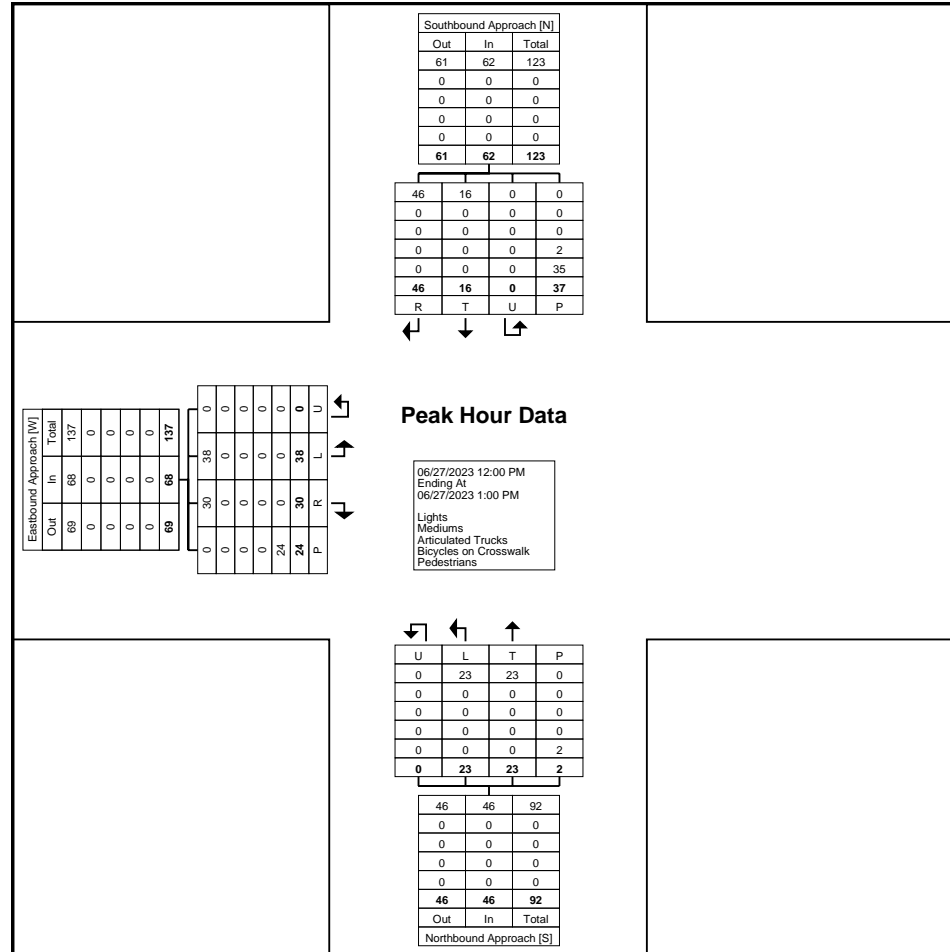 Southbound Approach [N]
Out In Total
61 62 123
0 0 0
0 0 0
0 0 0
0 0 0
61 62 123
46 16 0 0
0 0 0 0
0 0 0 0
0 0 0 2
0 0 0 35
46 16 0 37
R T U P
Eastbound Approach [W]
Out In Total
69 68 137
0 0 0
0 0 0
0 0 0
0 0 0
69 68 137
0 30 38 0
0 0 0 0
0 0 0 0
0 0 0 0
24 0 0 0
24 30 38 0
P R L U
Peak Hour Data
06/27/2023 12:00 PM
Ending At
06/27/2023 1:00 PM
Lights
Mediums
Articulated Trucks
Bicycles on Crosswalk
Pedestrians
U L T P
0 23 23 0
0 0 0 0
0 0 0 0
0 0 0 0
0 0 0 2
0 23 23 2
46 46 92
0 0 0
0 0 0
0 0 0
0 0 0
46 46 92
Out In Total
Northbound Approach [S]